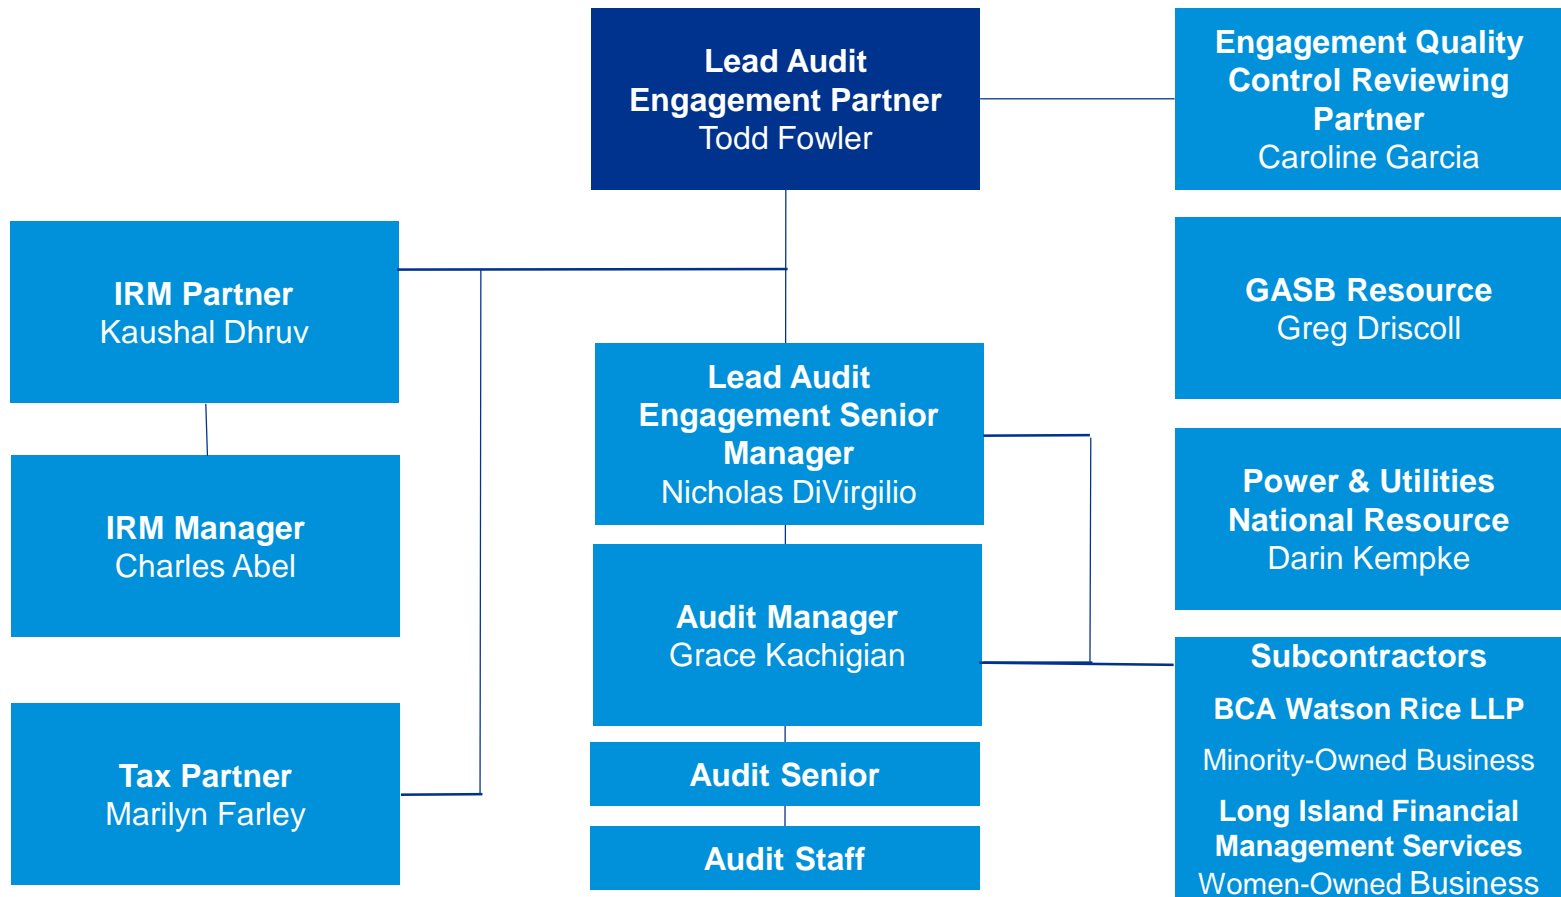 Lead Audit
Engagement Partner
Todd Fowler
Engagement Quality
Control Reviewing
Partner
Caroline Garcia
IRM Partner
Kaushal Dhruv
GASB Resource
Greg Driscoll
Lead Audit
Engagement Senior
Manager
Nicholas DiVirgilio
IRM Manager
Charles Abel
Power & Utilities
National Resource
Darin Kempke
Audit Manager
Grace Kachigian
Subcontractors
BCA Watson Rice LLP
Minority-Owned Business
Long Island Financial
Management Services
Women-Owned Business
Tax Partner
Marilyn Farley
Audit Senior
Audit Staff